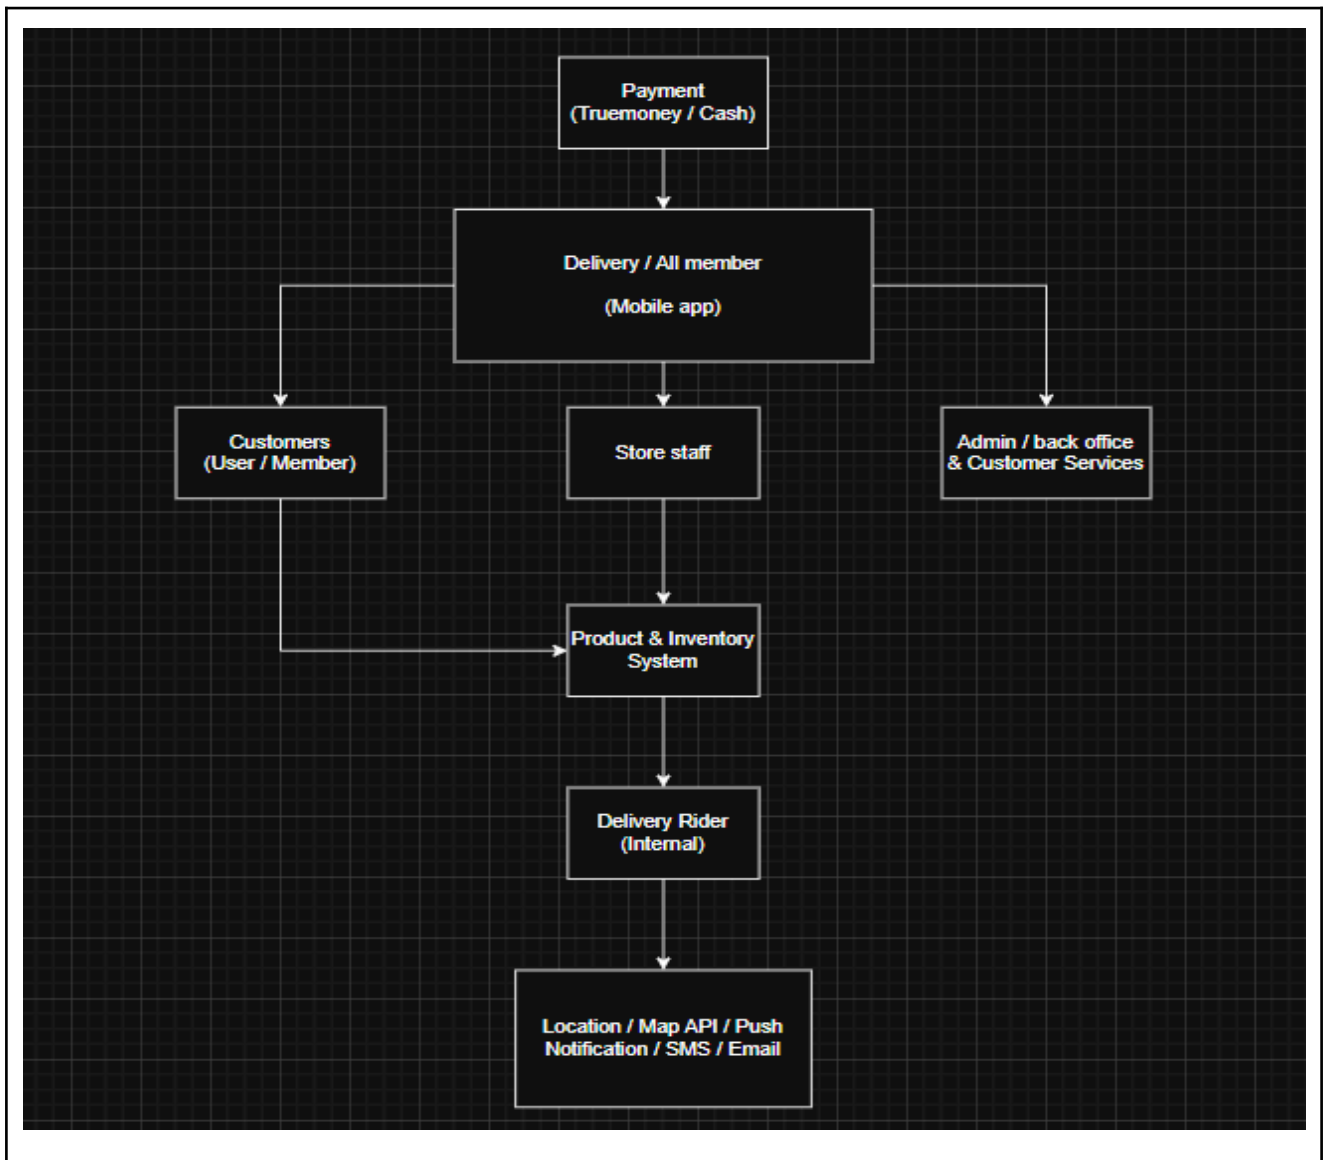 Payment
(Truemoney / Cash)
Delivery / All member
(Mobile app)
Customers
(User / Member)
Store staff
Admin / back office
& Customer Services
Product & Inventory
System
Delivery Rider
(Internal)
Location / Map API / Push
Notification / SMS / Email